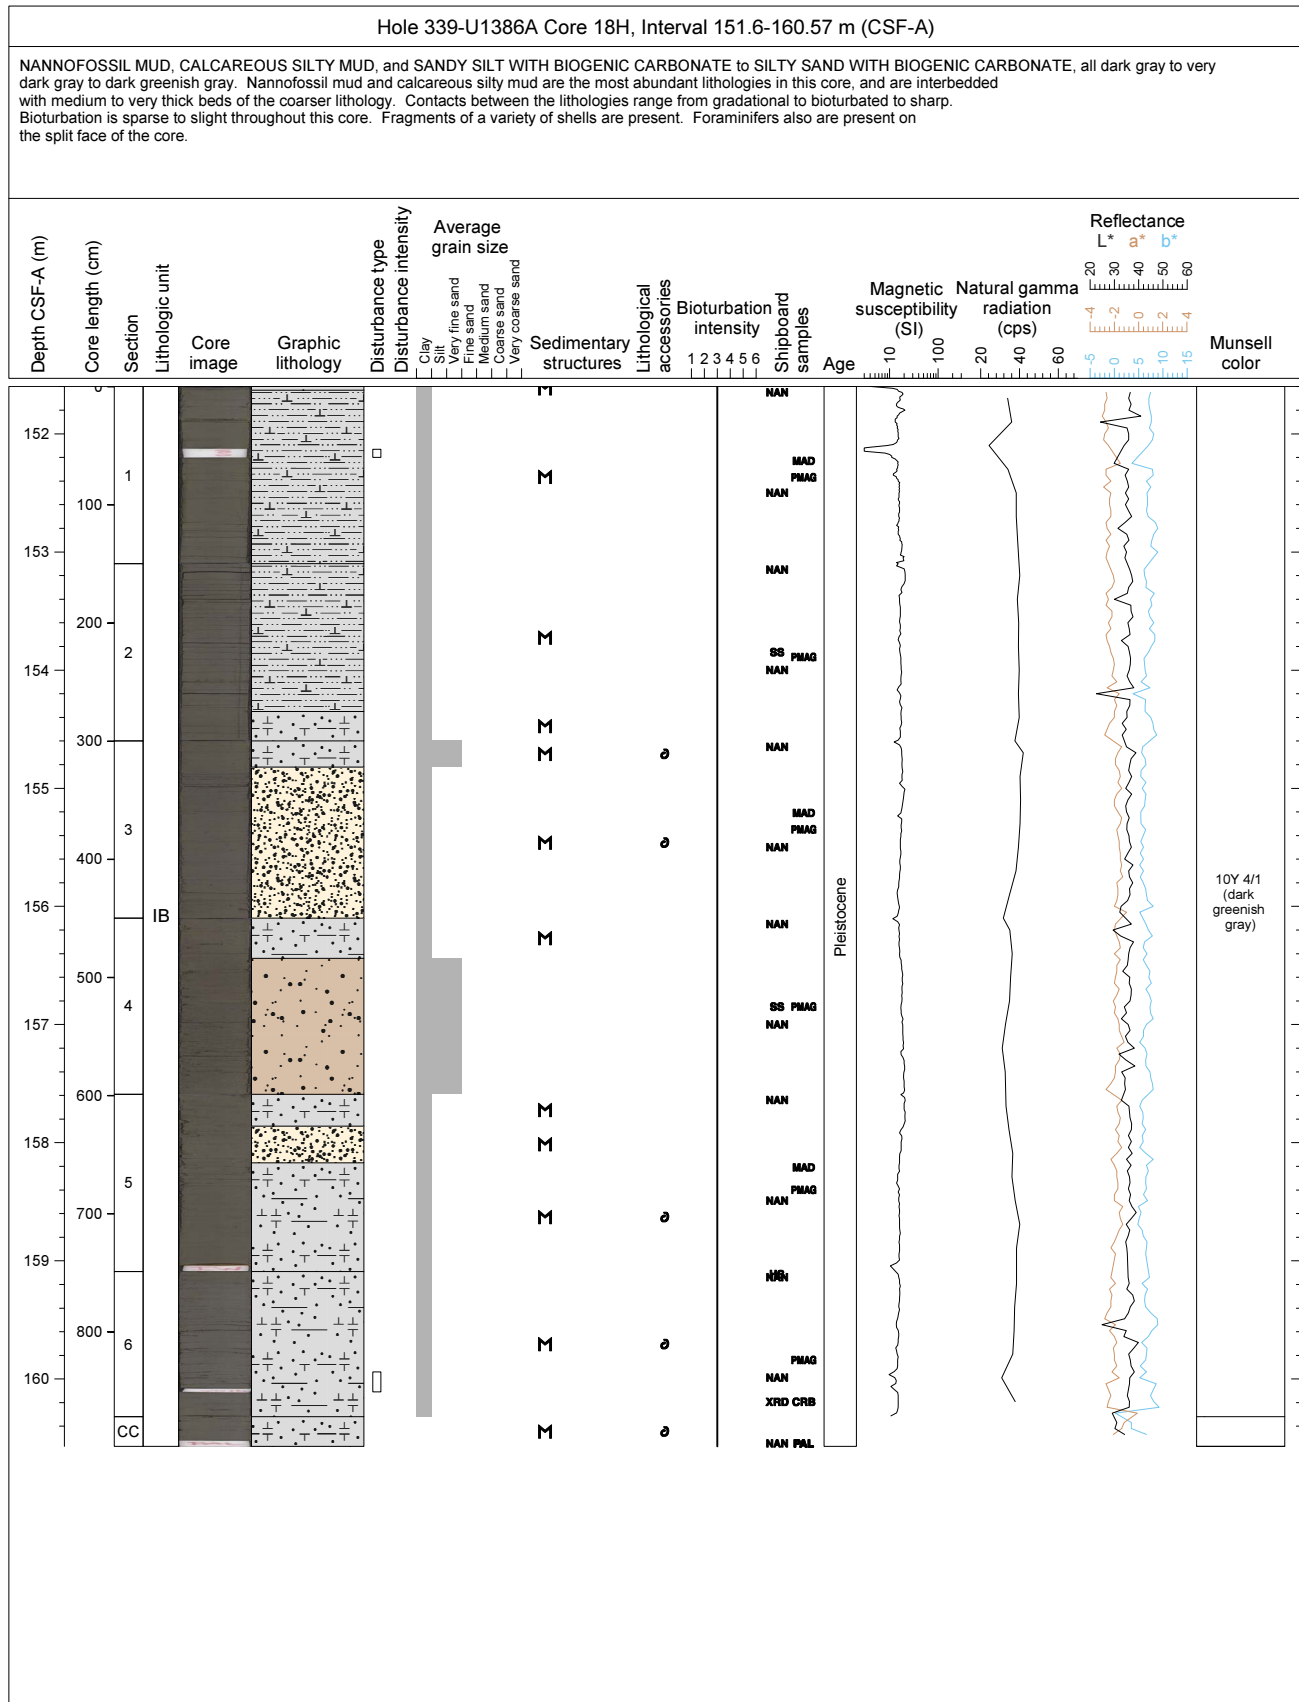 Hole 339-U1386A Core 18H, Interval 151.6-160.57 m (CSF-A)
NANNOFOSSIL MUD, CALCAREOUS SILTY MUD, and SANDY SILT WITH BIOGENIC CARBONATE to SILTY SAND WITH BIOGENIC CARBONATE, all dark gray to very
dark gray to dark greenish gray. Nannofossil mud and calcareous silty mud are the most abundant lithologies in this core, and are interbedded
with medium to very thick beds of the coarser lithology. Contacts between the lithologies range from gradational to bioturbated to sharp.
Bioturbation is sparse to slight throughout this core. Fragments of a variety of shells are present. Foraminifers also are present on
the split face of the core.
Depth CSF-A (m)
Core length (cm)
Section
Lithologic unit
Core
image
Graphic
lithology
Disturbance type
Disturbance intensity
Average
grain size
Clay
Silt
Very fine sand
Fine sand
Medium sand
Coarse sand
Very coarse sand
Sedimentary
structures
Lithological
accessories
Bioturbation
intensity
1 2 3 4 5 6
Shipboard
samples
Age
Magnetic
susceptibility
(SI)
10 100
Natural gamma
radiation
(cps)
20 40 60
Reflectance
L* a* b*
20 30 40 50 60
-4 -2 0 2 4
-5 0 5 10 15
Munsell
color
0
NAN
152
MAD
1
PMAG
NAN
100
153
NAN
200
2
SS PMAG
154
NAN
300
NAN
155
MAD
3
PMAG
NAN
400
10Y 4/1
(dark
greenish
gray)
156
IB
NAN
Pleistocene
500
4
SS PMAG
157
NAN
600
NAN
158
MAD
5
PMAG
NAN
700
159
NAN
800
6
PMAG
160
NAN
XRD CRB
CC
NAN PAL